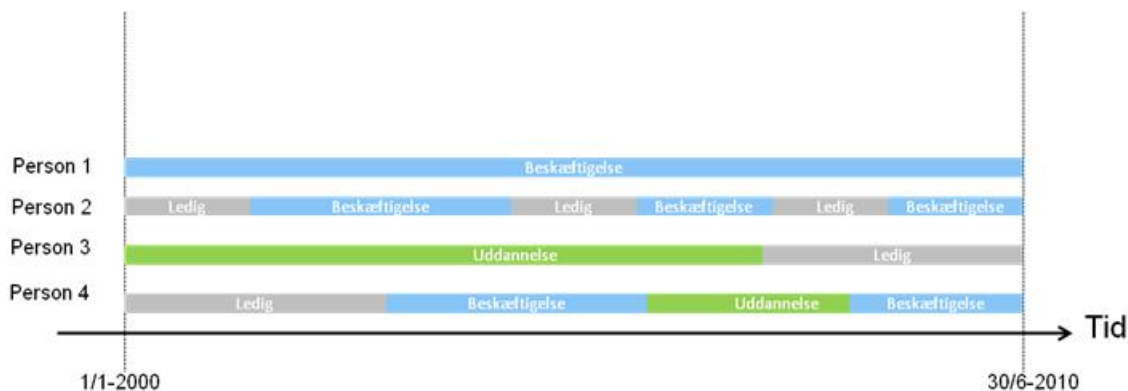 Person 1 Beskæftigelse
Person 2 Ledig Beskæftigelse Ledig Beskæftigelse Ledig Beskæftigelse
Person 3 Uddannelse Ledig
Person 4 Ledig Beskæftigelse Uddannelse Beskæftigelse
Tid
1/1-2000 30/6-2010